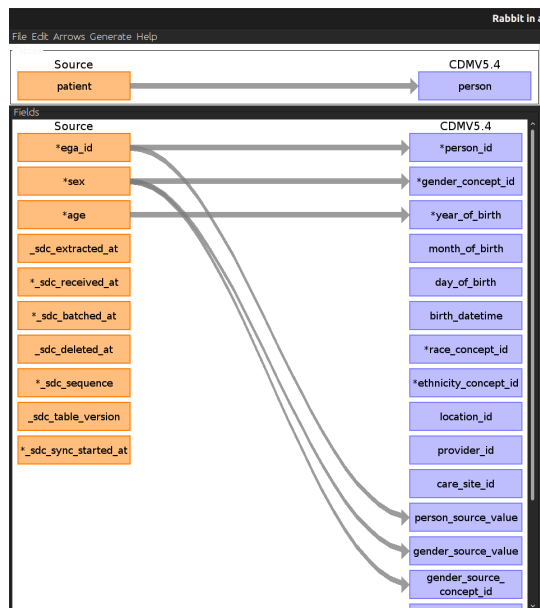 Rabbit in a
File Edit Arrows Generate Help
Source CDMV5.4
patient person
Fields
Source CDMV5.4
*ega_id *person_id
*sex *gender_concept_id
*age *year_of_birth
_sdc_extracted_at month_of_birth
*_sdc_received_at day_of_birth
*_sdc_batched_at birth_datetime
_sdc_deleted_at *race_concept_id
*_sdc_sequence *ethnicity_concept_id
_sdc_table_version location_id
*_sdc_sync_started_at provider_id
care_site_id
person_source_value
gender_source_value
gender_source_
concept_id